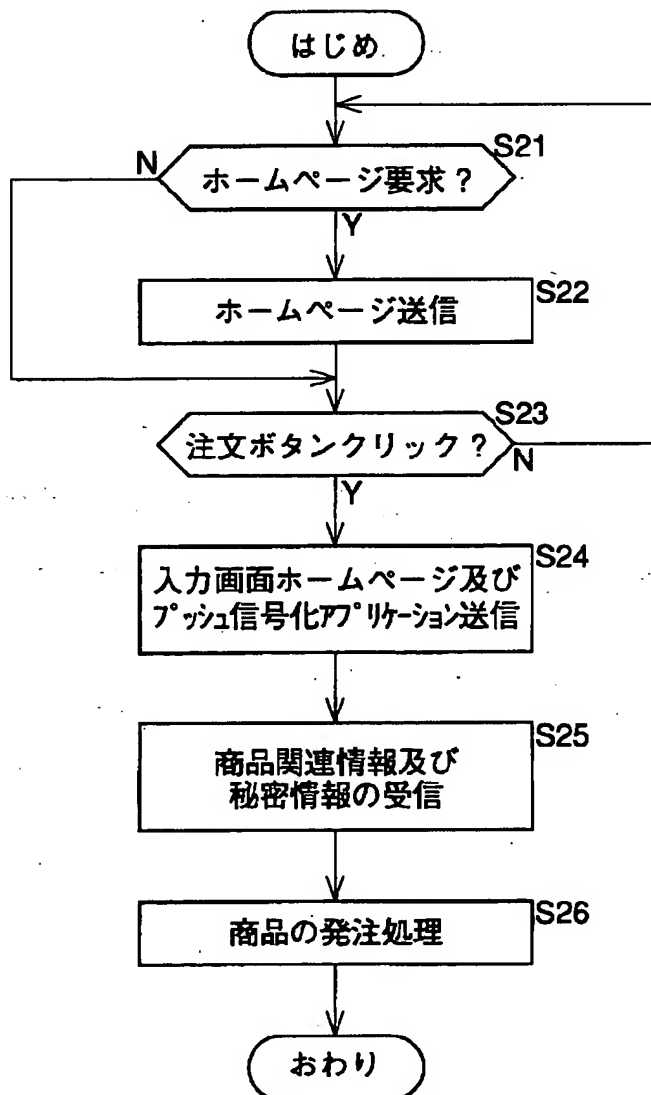 はじめ
S21
N
ホームページ要求?
Y
S22
ホームページ送信
S23
注文ボタンクリック?
N
Y
S24
入力画面ホームページ及び
プッシュ信号化アプリケーション送信
S25
商品関連情報及び
秘密情報の受信
S26
商品の発注処理
おわり